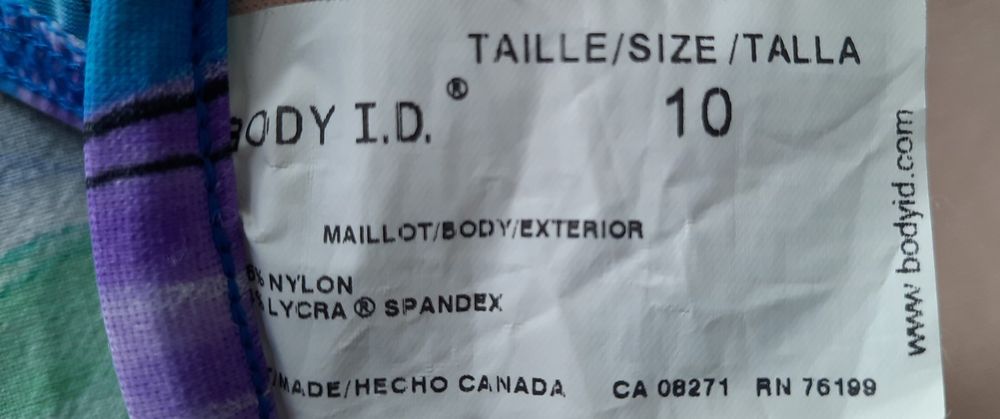 TAILLE/SIZE/TALLA
BODY I.D.® 10
MAILLOT/BODY/EXTERIOR
% NYLON
LYCRA® SPANDEX
MADE/HECHO CANADA CA 08271 RN 76199
www.bodyid.com